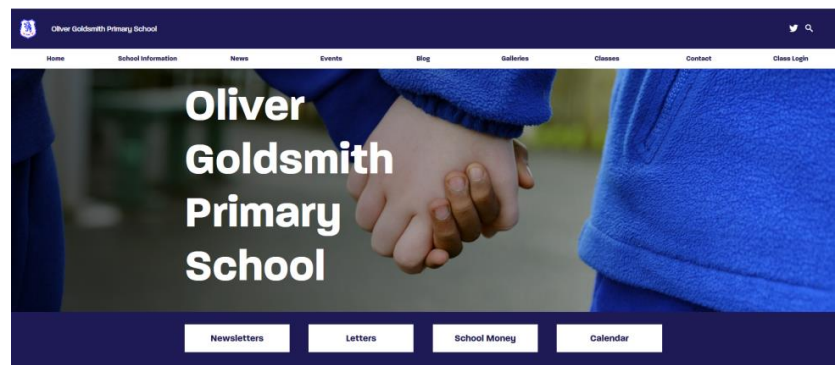 Oliver Goldsmith Primary School
Home School Information News Events Blog Galleries Classes Contact Class Login
Oliver
Goldsmith
Primary
School
Newsletters Letters School Money Calendar